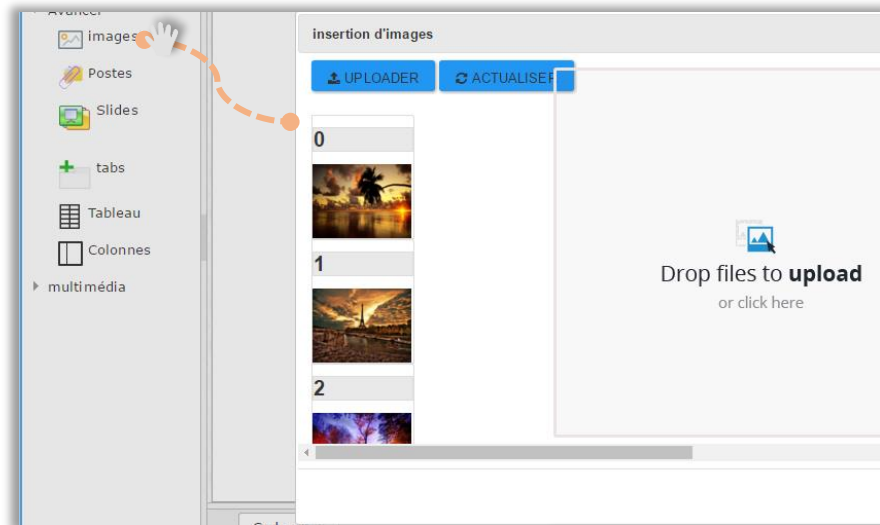 Avancer
images
Postes
Slides
tabs
Tableau
Colonnes
multimédia
insertion d'images
UPLOADER
ACTUALISER
0
1
2
Drop files to upload
or click here